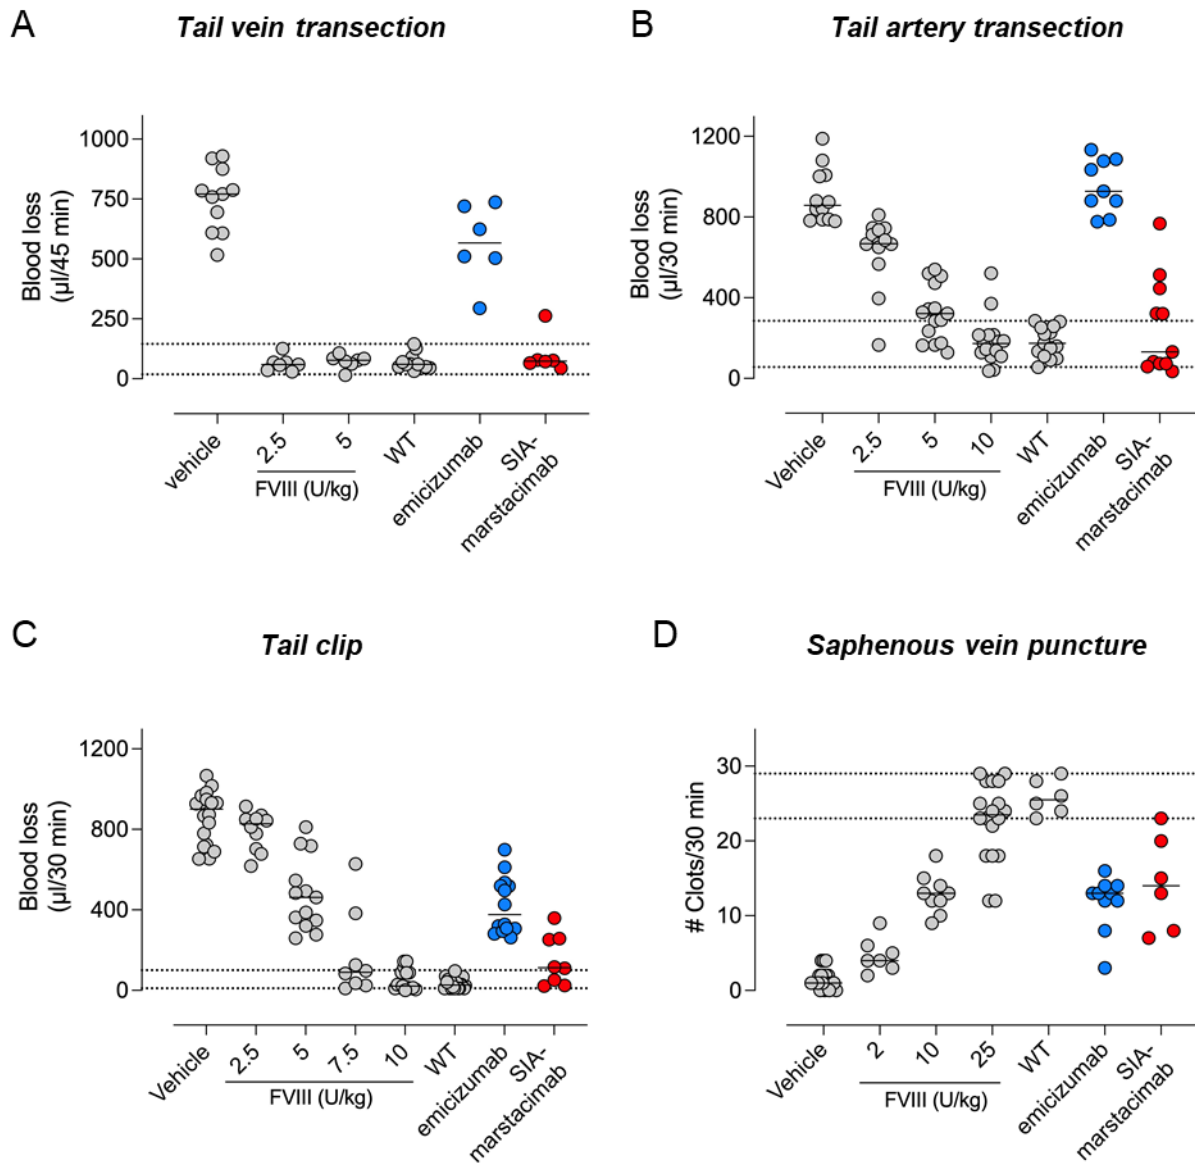 A
Tail vein transection
Blood loss
(µl/45 min)
1000
750
500
250
0
vehicle
2.5
5
WT
emicizumab
SIA-
marstacimab
FVIII (U/kg)
B
Tail artery transection
Blood loss
(µl/30 min)
1200
800
400
0
Vehicle
2.5
5
10
WT
emicizumab
SIA-
marstacimab
FVIII (U/kg)
C
Tail clip
Blood loss
(µl/30 min)
1200
800
400
0
Vehicle
2.5
5
7.5
10
WT
emicizumab
SIA-
marstacimab
FVIII (U/kg)
D
Saphenous vein puncture
# Clots/30 min
30
20
10
0
Vehicle
2
10
25
WT
emicizumab
SIA-
marstacimab
FVIII (U/kg)